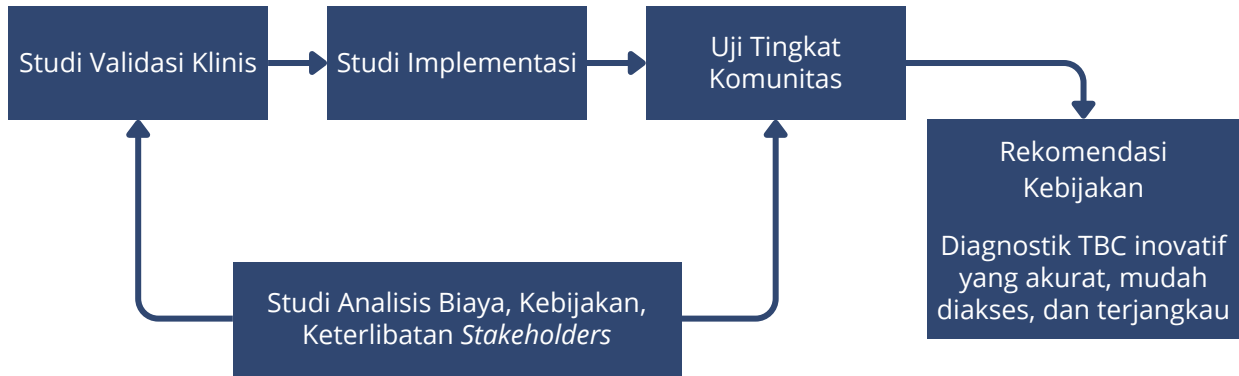 Studi Validasi Klinis
Studi Implementasi
Uji Tingkat
Komunitas
Rekomendasi
Kebijakan
Diagnostik TBC inovatif
yang akurat, mudah
diakses, dan terjangkau
Studi Analisis Biaya, Kebijakan,
Keterlibatan Stakeholders